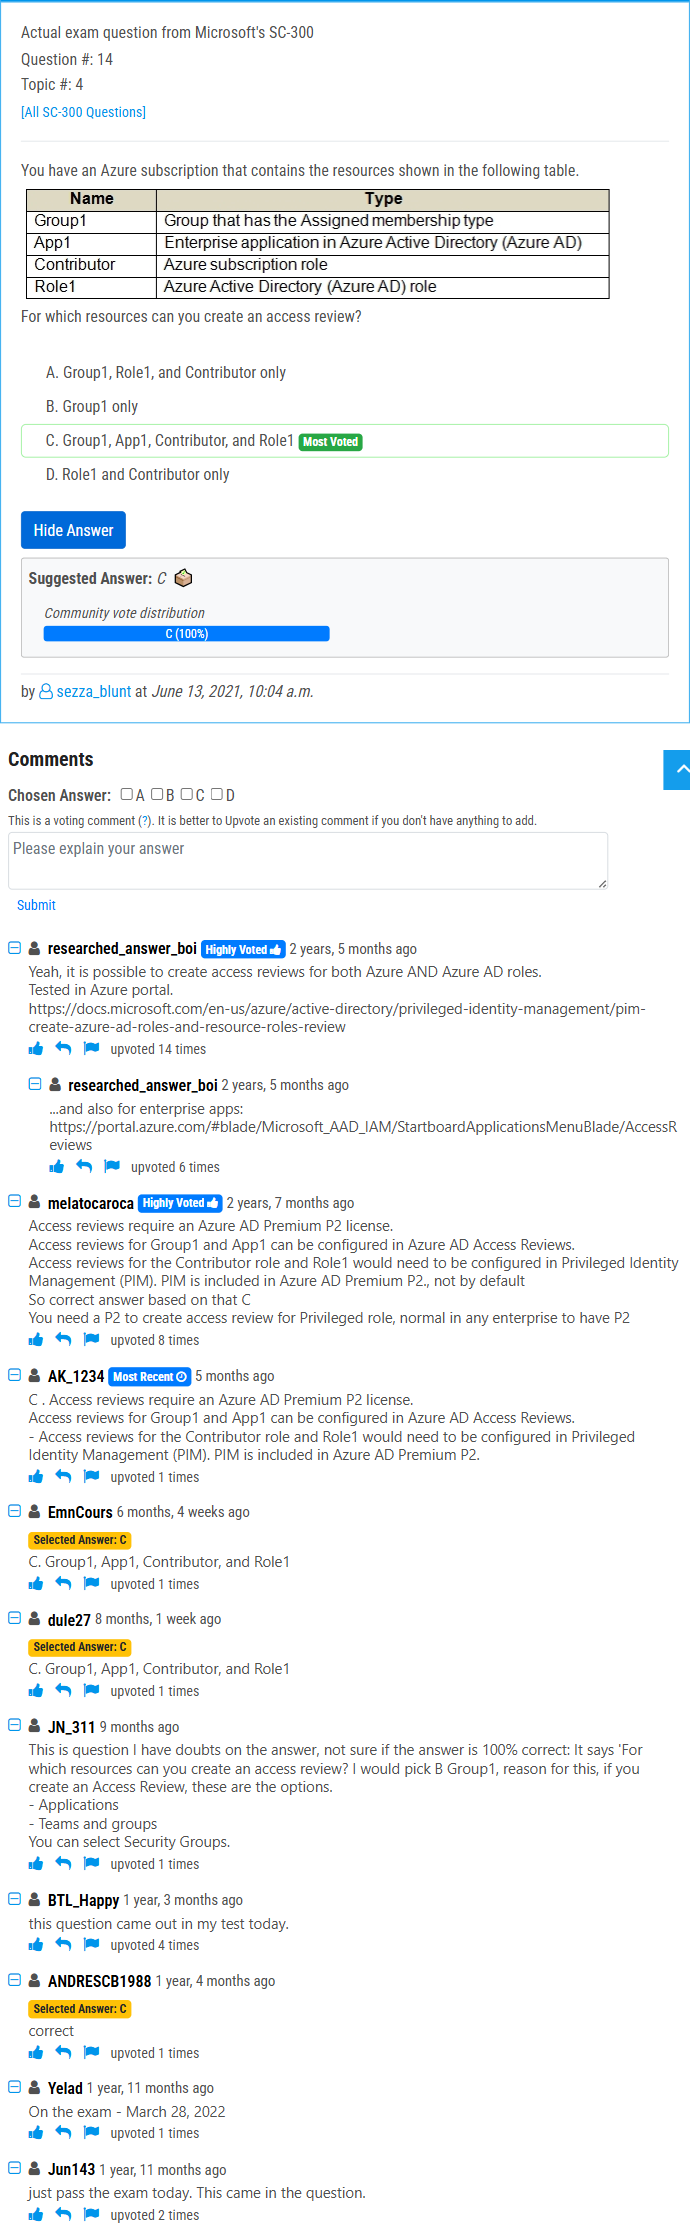 Actual exam question from Microsoft's SC-300
Question #: 14
Topic #: 4
[All SC-300 Questions]
You have an Azure subscription that contains the resources shown in the following table.
Name Type
Group1 Group that has the Assigned membership type
App1 Enterprise application in Azure Active Directory (Azure AD)
Contributor Azure subscription role
Role1 Azure Active Directory (Azure AD) role
For which resources can you create an access review?
A. Group1, Role1, and Contributor only
B. Group1 only
C. Group1, App1, Contributor, and Role1 Most Voted
D. Role1 and Contributor only
Hide Answer
Suggested Answer: C
Community vote distribution
C (100%)
by sezza_blunt at June 13, 2021, 10:04 a.m.
Comments
Chosen Answer: A B C D
This is a voting comment (?). It is better to Upvote an existing comment if you don't have anything to add.
Please explain your answer
Submit
researched_answer_boi Highly Voted 2 years, 5 months ago
Yeah, it is possible to create access reviews for both Azure AND Azure AD roles.
Tested in Azure portal.
https://docs.microsoft.com/en-us/azure/active-directory/privileged-identity-management/pim-
create-azure-ad-roles-and-resource-roles-review
upvoted 14 times
researched_answer_boi 2 years, 5 months ago
...and also for enterprise apps:
https://portal.azure.com/#blade/Microsoft_AAD_IAM/StartboardApplicationsMenuBlade/AccessR
eviews
upvoted 6 times
melatocaroca Highly Voted 2 years, 7 months ago
Access reviews require an Azure AD Premium P2 license.
Access reviews for Group1 and App1 can be configured in Azure AD Access Reviews.
Access reviews for the Contributor role and Role1 would need to be configured in Privileged Identity
Management (PIM). PIM is included in Azure AD Premium P2., not by default
So correct answer based on that C
You need a P2 to create access review for Privileged role, normal in any enterprise to have P2
upvoted 8 times
AK_1234 Most Recent 5 months ago
C . Access reviews require an Azure AD Premium P2 license.
Access reviews for Group1 and App1 can be configured in Azure AD Access Reviews.
- Access reviews for the Contributor role and Role1 would need to be configured in Privileged
Identity Management (PIM). PIM is included in Azure AD Premium P2.
upvoted 1 times
EmnCours 6 months, 4 weeks ago
Selected Answer: C
C. Group1, App1, Contributor, and Role1
upvoted 1 times
dule27 8 months, 1 week ago
Selected Answer: C
C. Group1, App1, Contributor, and Role1
upvoted 1 times
JN_311 9 months ago
This is question I have doubts on the answer, not sure if the answer is 100% correct: It says 'For
which resources can you create an access review? I would pick B Group1, reason for this, if you
create an Access Review, these are the options.
- Applications
- Teams and groups
You can select Security Groups.
upvoted 1 times
BTL_Happy 1 year, 3 months ago
this question came out in my test today.
upvoted 4 times
ANDRESCB1988 1 year, 4 months ago
Selected Answer: C
correct
upvoted 1 times
Yelad 1 year, 11 months ago
On the exam - March 28, 2022
upvoted 1 times
Jun143 1 year, 11 months ago
just pass the exam today. This came in the question.
upvoted 2 times